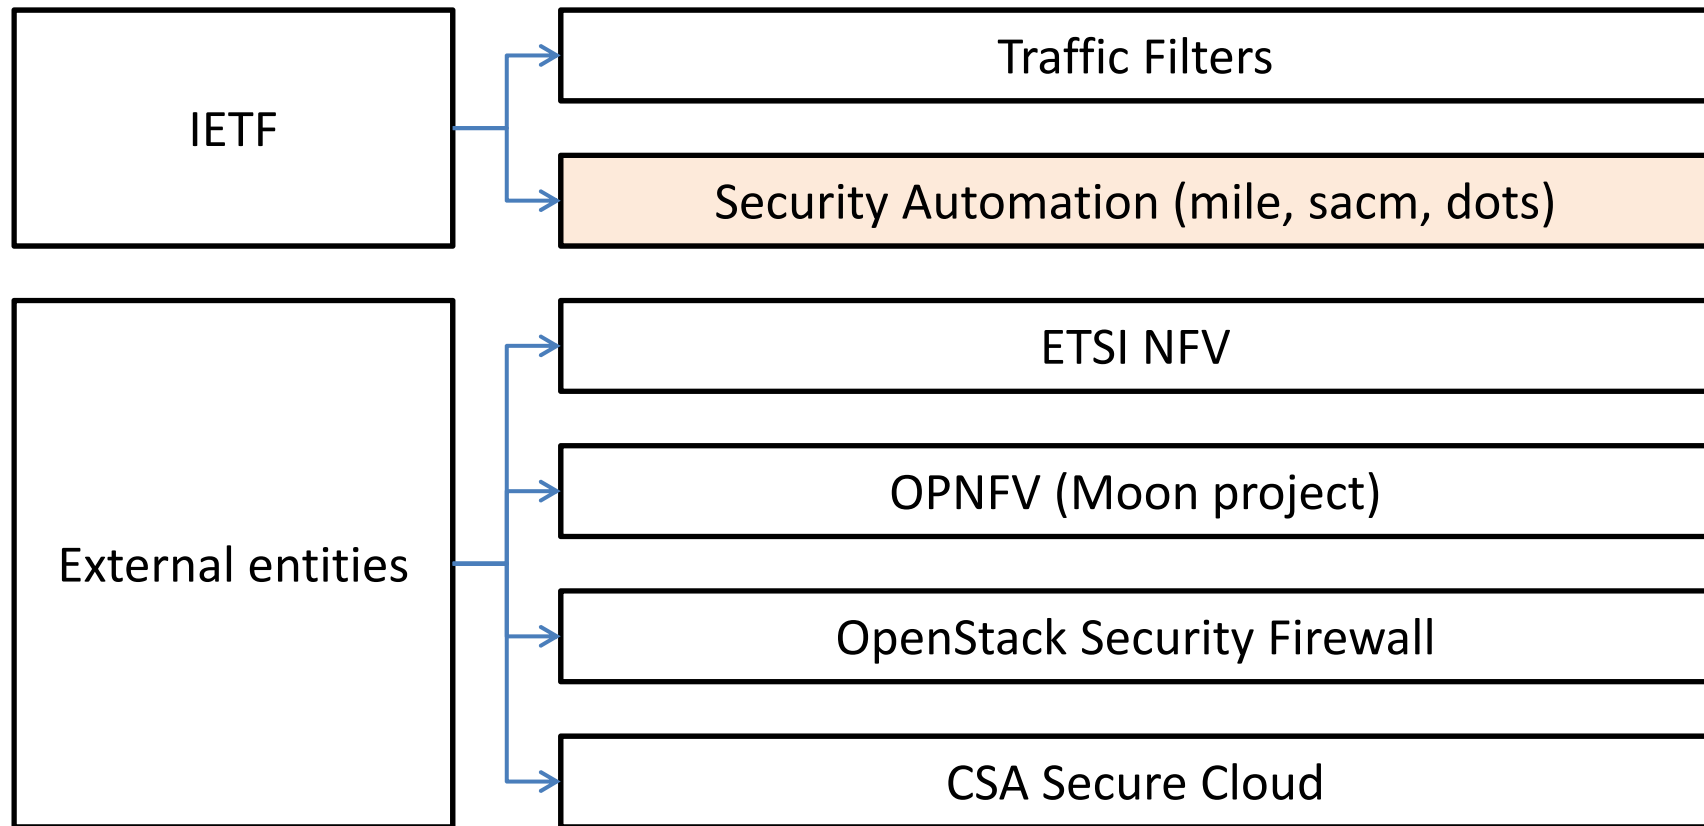 IETF
Traffic Filters
Security Automation (mile, sacm, dots)
External entities
ETSI NFV
OPNFV (Moon project)
OpenStack Security Firewall
CSA Secure Cloud